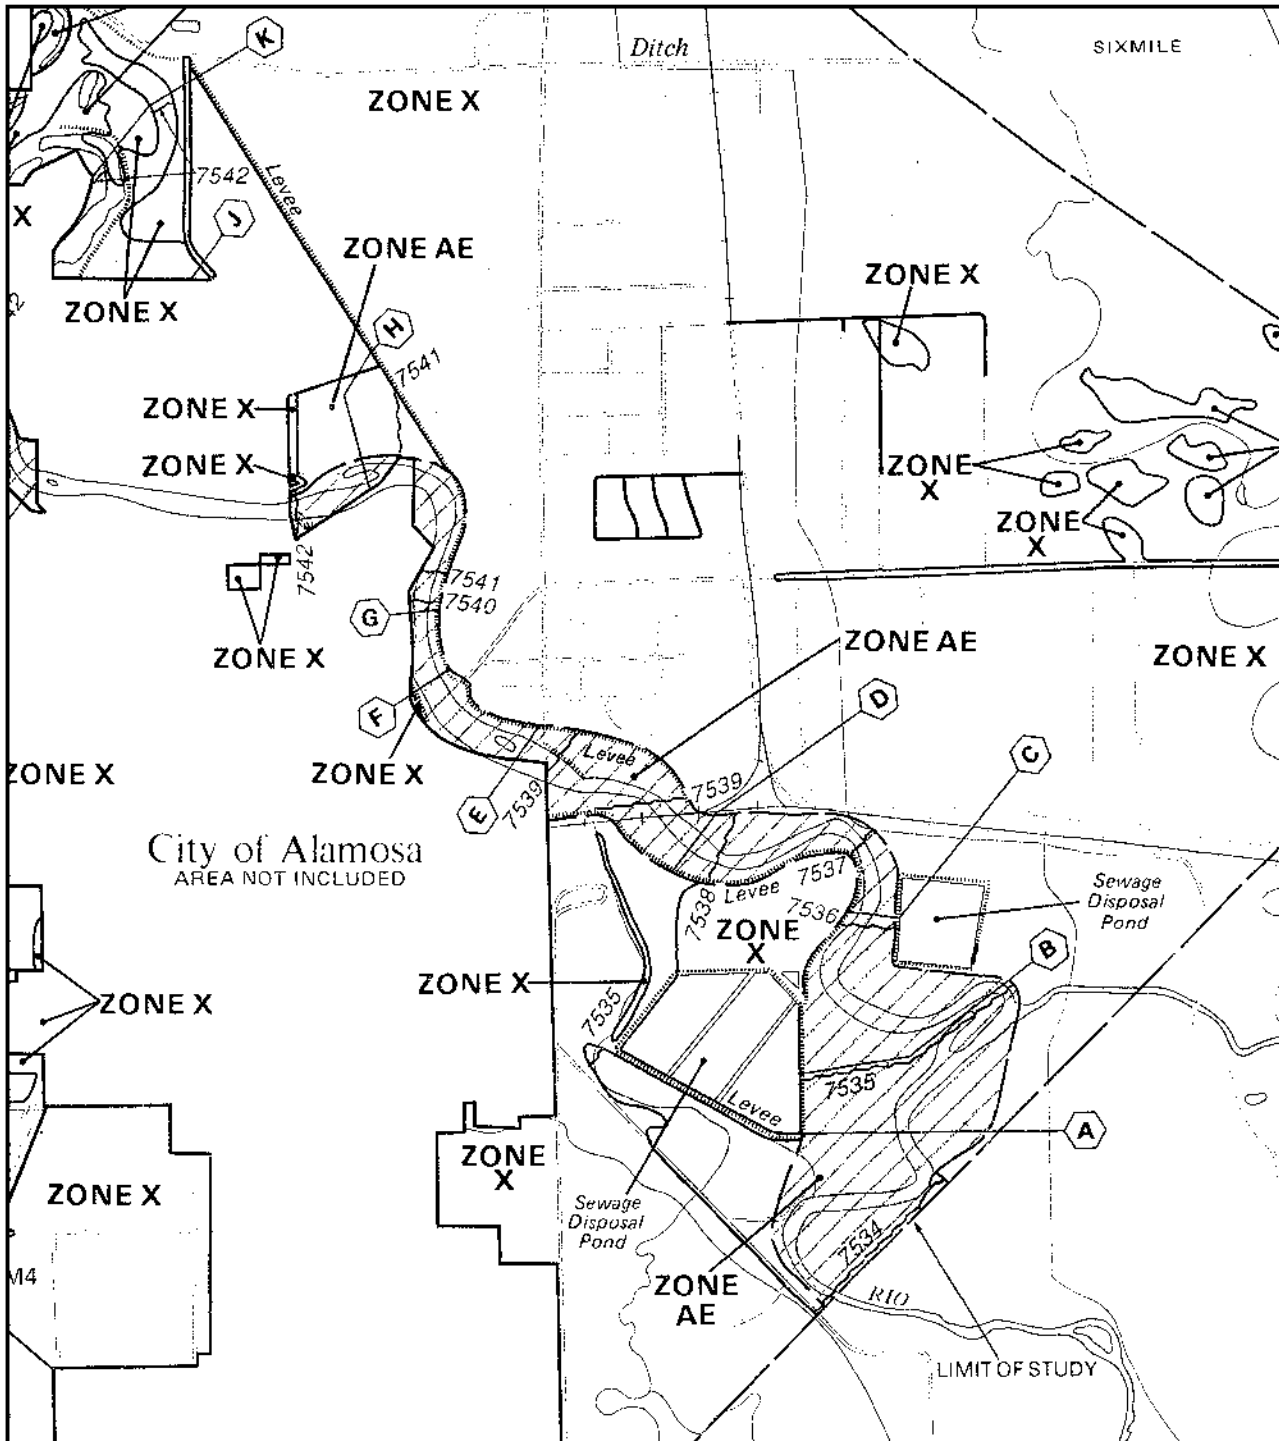 K
Ditch
SIXMILE
ZONE X
7542
Levee
X
J
ZONE AE
ZONE X
ZONE X
H
7541
ZONE X
ZONE X
ZONE
X
ZONE
X
7542
7541
7540
G
ZONE X
ZONE AE
ZONE X
F
D
Levee
C
ZONE X
ZONE X
7539
7539
E
City of Alamosa
AREA NOT INCLUDED
7537
Levee
7538
7536
Sewage
Disposal
Pond
ZONE
X
B
ZONE X
ZONE X
7535
7535
Levee
A
ZONE
X
ZONE X
Sewage
Disposal
Pond
7534
M4
ZONE
AE
RIO
LIMIT OF STUDY